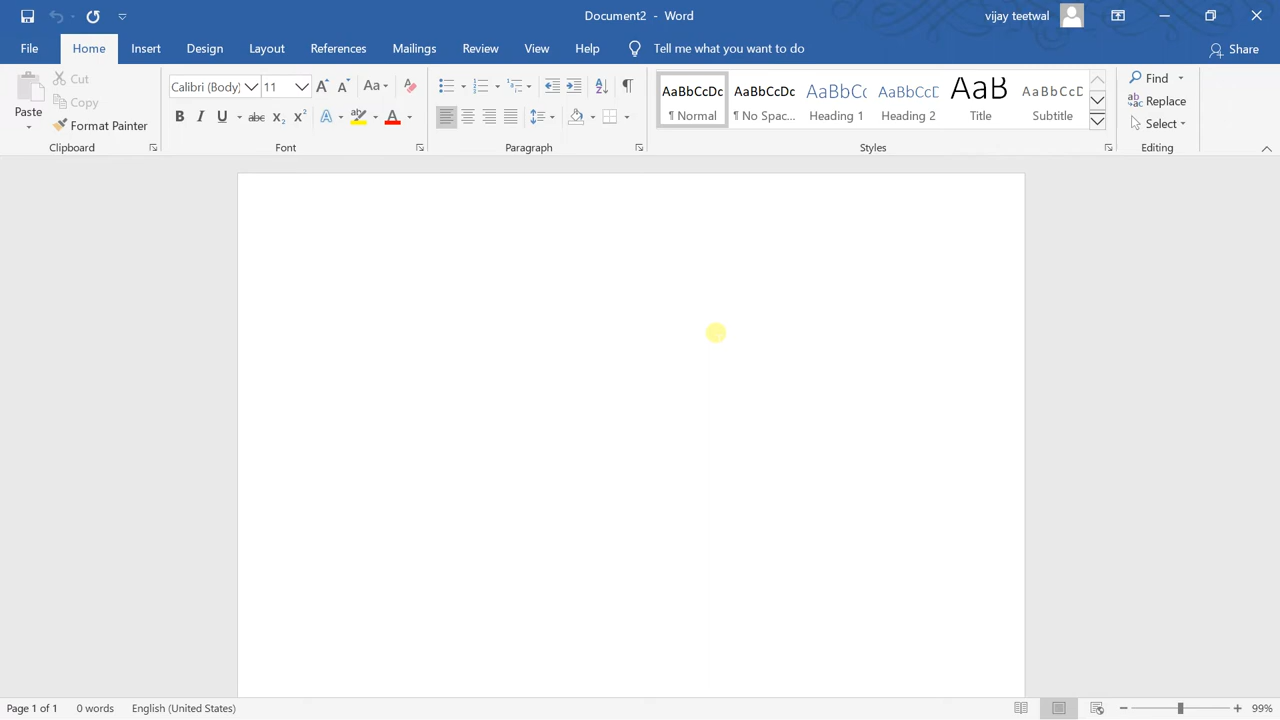 Document2 - Word
vijay teetwal
File Home Insert Design Layout References Mailings Review View Help Tell me what you want to do Share
Paste
Cut
Copy
Format Painter
Clipboard
Calibri (Body) 11
Aa
B I U abc X2 X2
A A
Font
Paragraph
AaBbCcDc AaBbCcDc AaBbCc AaBbCcD AaB AaBbCcD
¶ Normal ¶ No Spac... Heading 1 Heading 2 Title Subtitle
Styles
Find
Replace
Select
Editing
Page 1 of 1 0 words English (United States) 99%